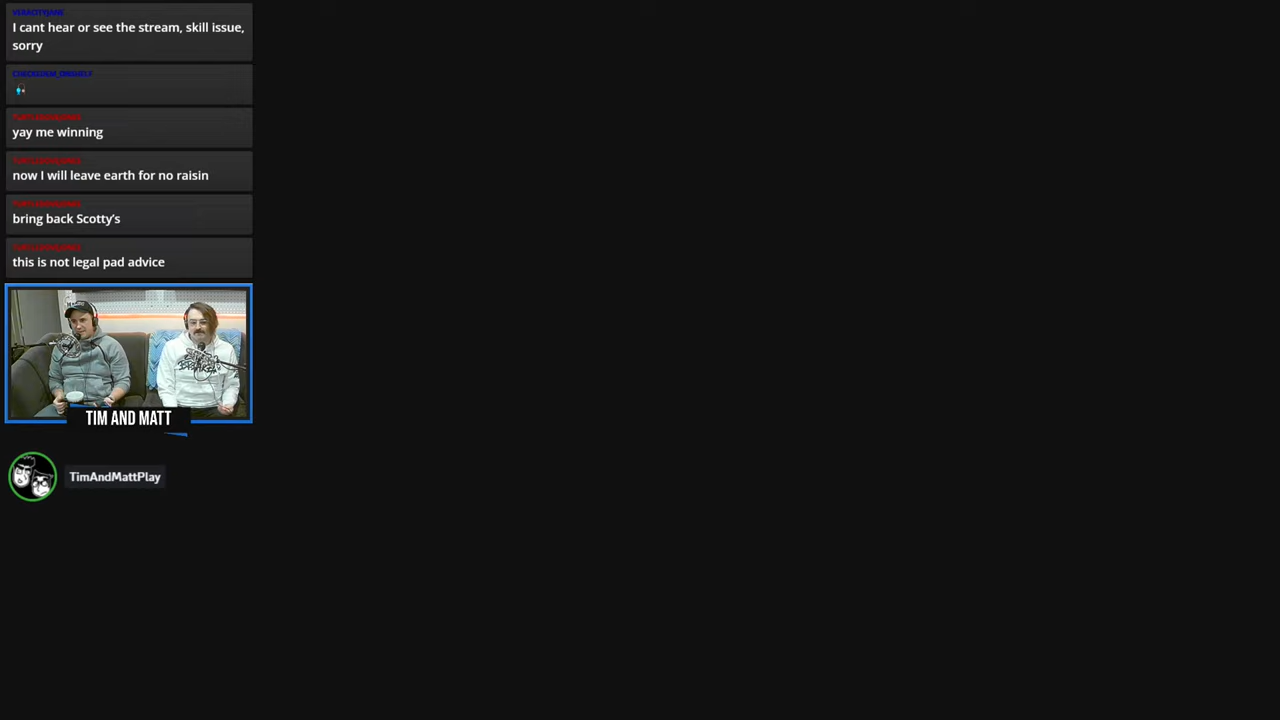 VERACITYJANE
I cant hear or see the stream, skill issue,
sorry
yay me winning
now I will leave earth for no raisin
bring back Scotty's
this is not legal pad advice
TIM AND MATT
TimAndMattPlay